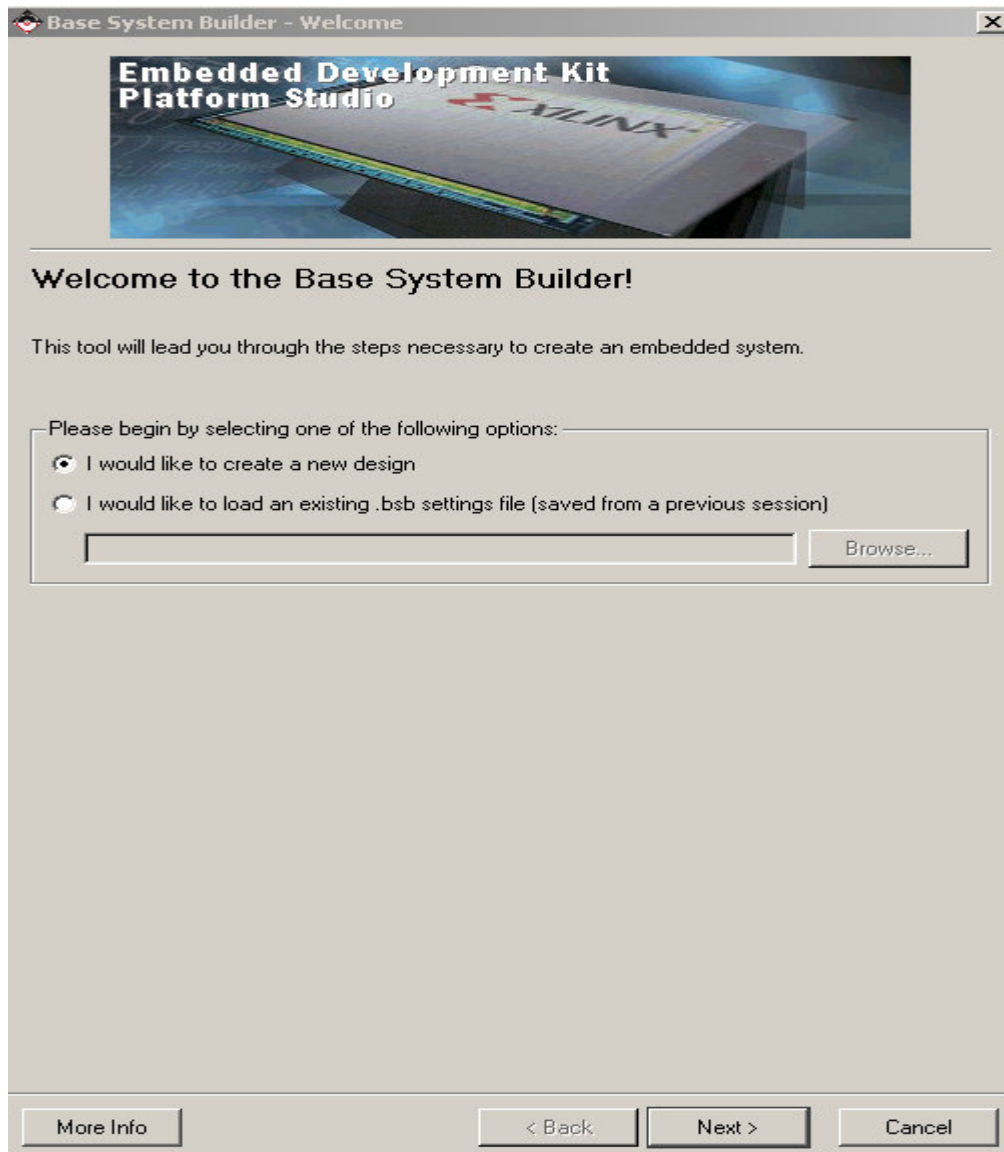 Base System Builder - Welcome
Embedded Development Kit
Platform Studio
XILINX
Welcome to the Base System Builder!
This tool will lead you through the steps necessary to create an embedded system.
Please begin by selecting one of the following options:
I would like to create a new design
I would like to load an existing .bsb settings file (saved from a previous session)
Browse...
More Info
< Back
Next >
Cancel